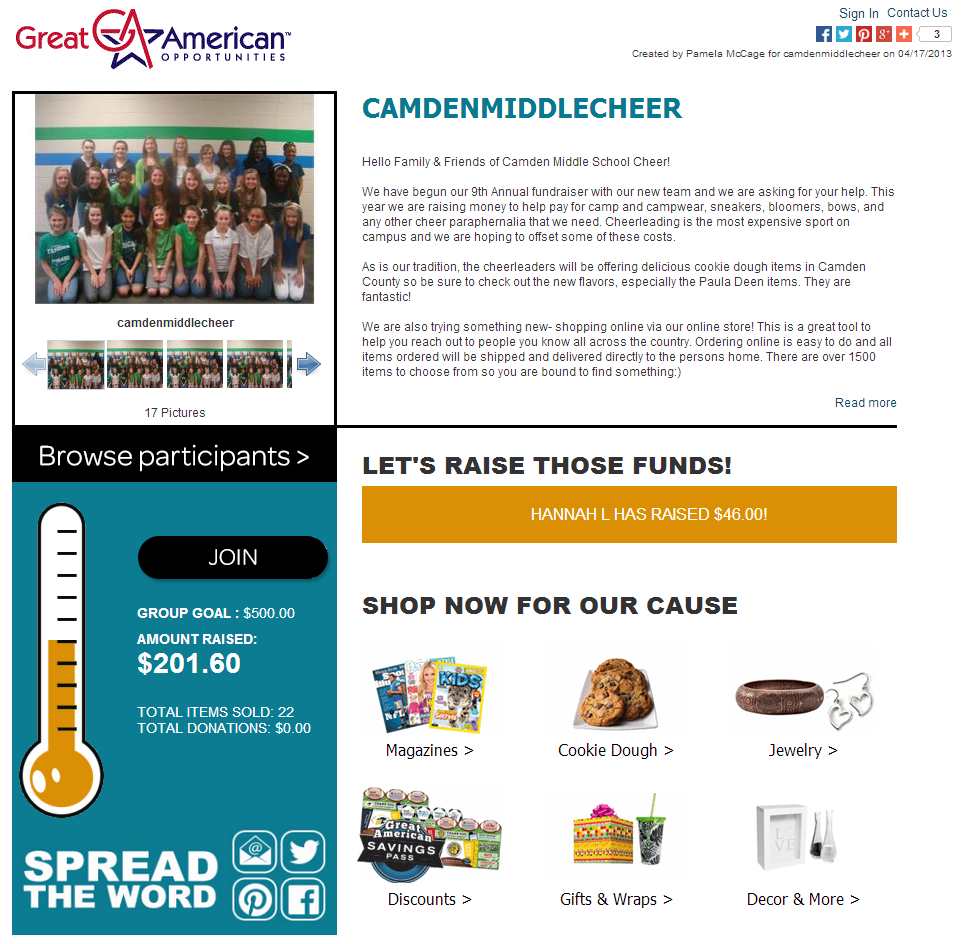 Sign In Contact Us
Great American™
OPPORTUNITIES
3
Created by Pamela McCage for camdenmiddlecheer on 04/17/2013
CAMDENMIDDLECHEER
Hello Family & Friends of Camden Middle School Cheer!
We have begun our 9th Annual fundraiser with our new team and we are asking for your help. This
year we are raising money to help pay for camp and campwear, sneakers, bloomers, bows, and
any other cheer paraphernalia that we need. Cheerleading is the most expensive sport on
campus and we are hoping to offset some of these costs.
As is our tradition, the cheerleaders will be offering delicious cookie dough items in Camden
County so be sure to check out the new flavors, especially the Paula Deen items. They are
fantastic!
We are also trying something new- shopping online via our online store! This is a great tool to
help you reach out to people you know all across the country. Ordering online is easy to do and all
items ordered will be shipped and delivered directly to the persons home. There are over 1500
items to choose from so you are bound to find something:)
Read more
camdenmiddlecheer
17 Pictures
Browse participants >
JOIN
GROUP GOAL : $500.00
AMOUNT RAISED:
$201.60
TOTAL ITEMS SOLD: 22
TOTAL DONATIONS: $0.00
SPREAD
THE WORD
LET'S RAISE THOSE FUNDS!
HANNAH L HAS RAISED $46.00!
SHOP NOW FOR OUR CAUSE
KIDS
Magazines >
Cookie Dough >
Jewelry >
Great
American
SAVINGS
PASS
LOVE
Discounts >
Gifts & Wraps >
Decor & More >